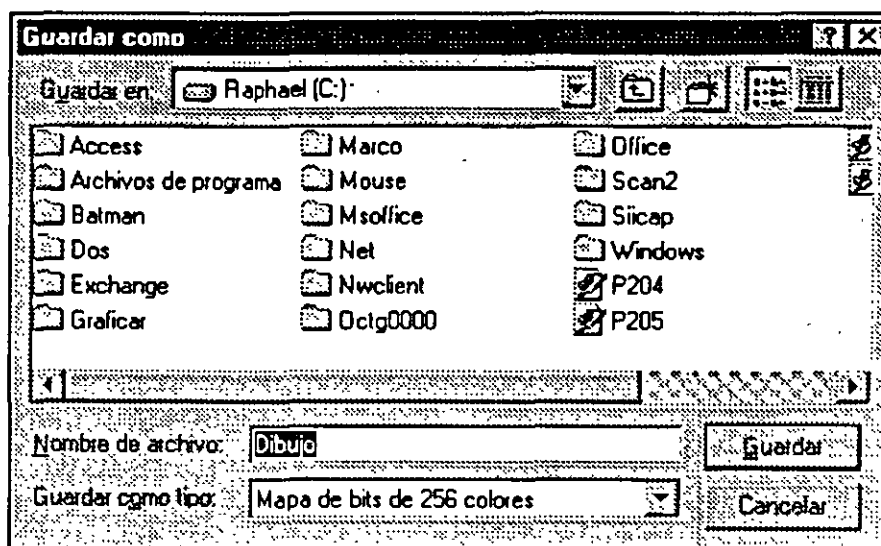 Guardar como
Guardar en: Raphael (C:)
Access Marco Office
Archivos de programa Mouse Scan2
Batman Msoffice Siicap
Dos Net Windows
Exchange Nwclient P204
Graficar Octg0000 P205
Nombre de archivo: Dibujo Guardar
Guardar como tipo: Mapa de bits de 256 colores Cancelar